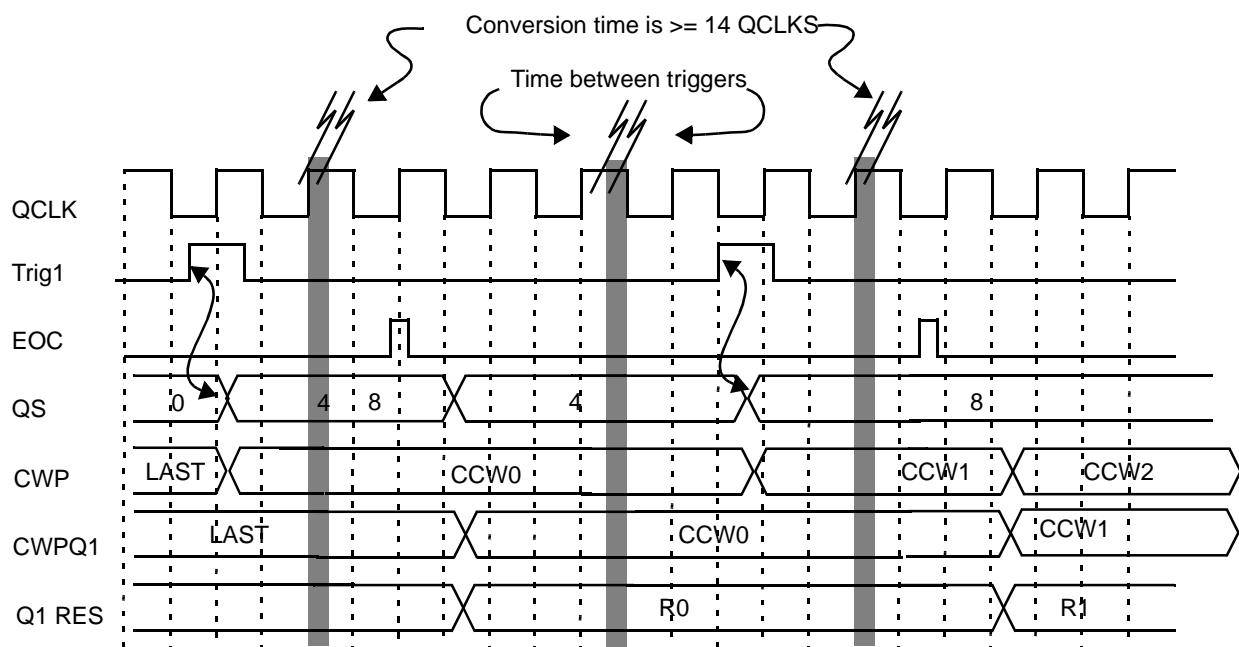 Conversion time is >= 14 QCLKS
Time between triggers
QCLK
Trig1
EOC
QS 0 4 8 4 8
CWP LAST CCW0 CCW1 CCW2
CWPQ1 LAST CCW0 CCW1
Q1 RES R0 R1